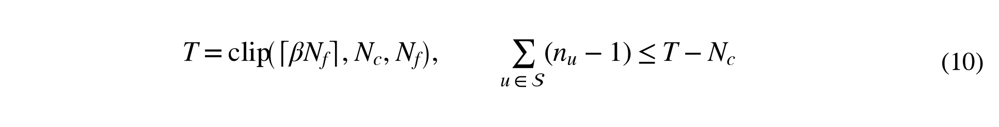 T = clip(⌈βN_f⌉, N_c, N_f), ∑_{u ∈ 𝒮} (n_u − 1) ≤ T − N_c (10)